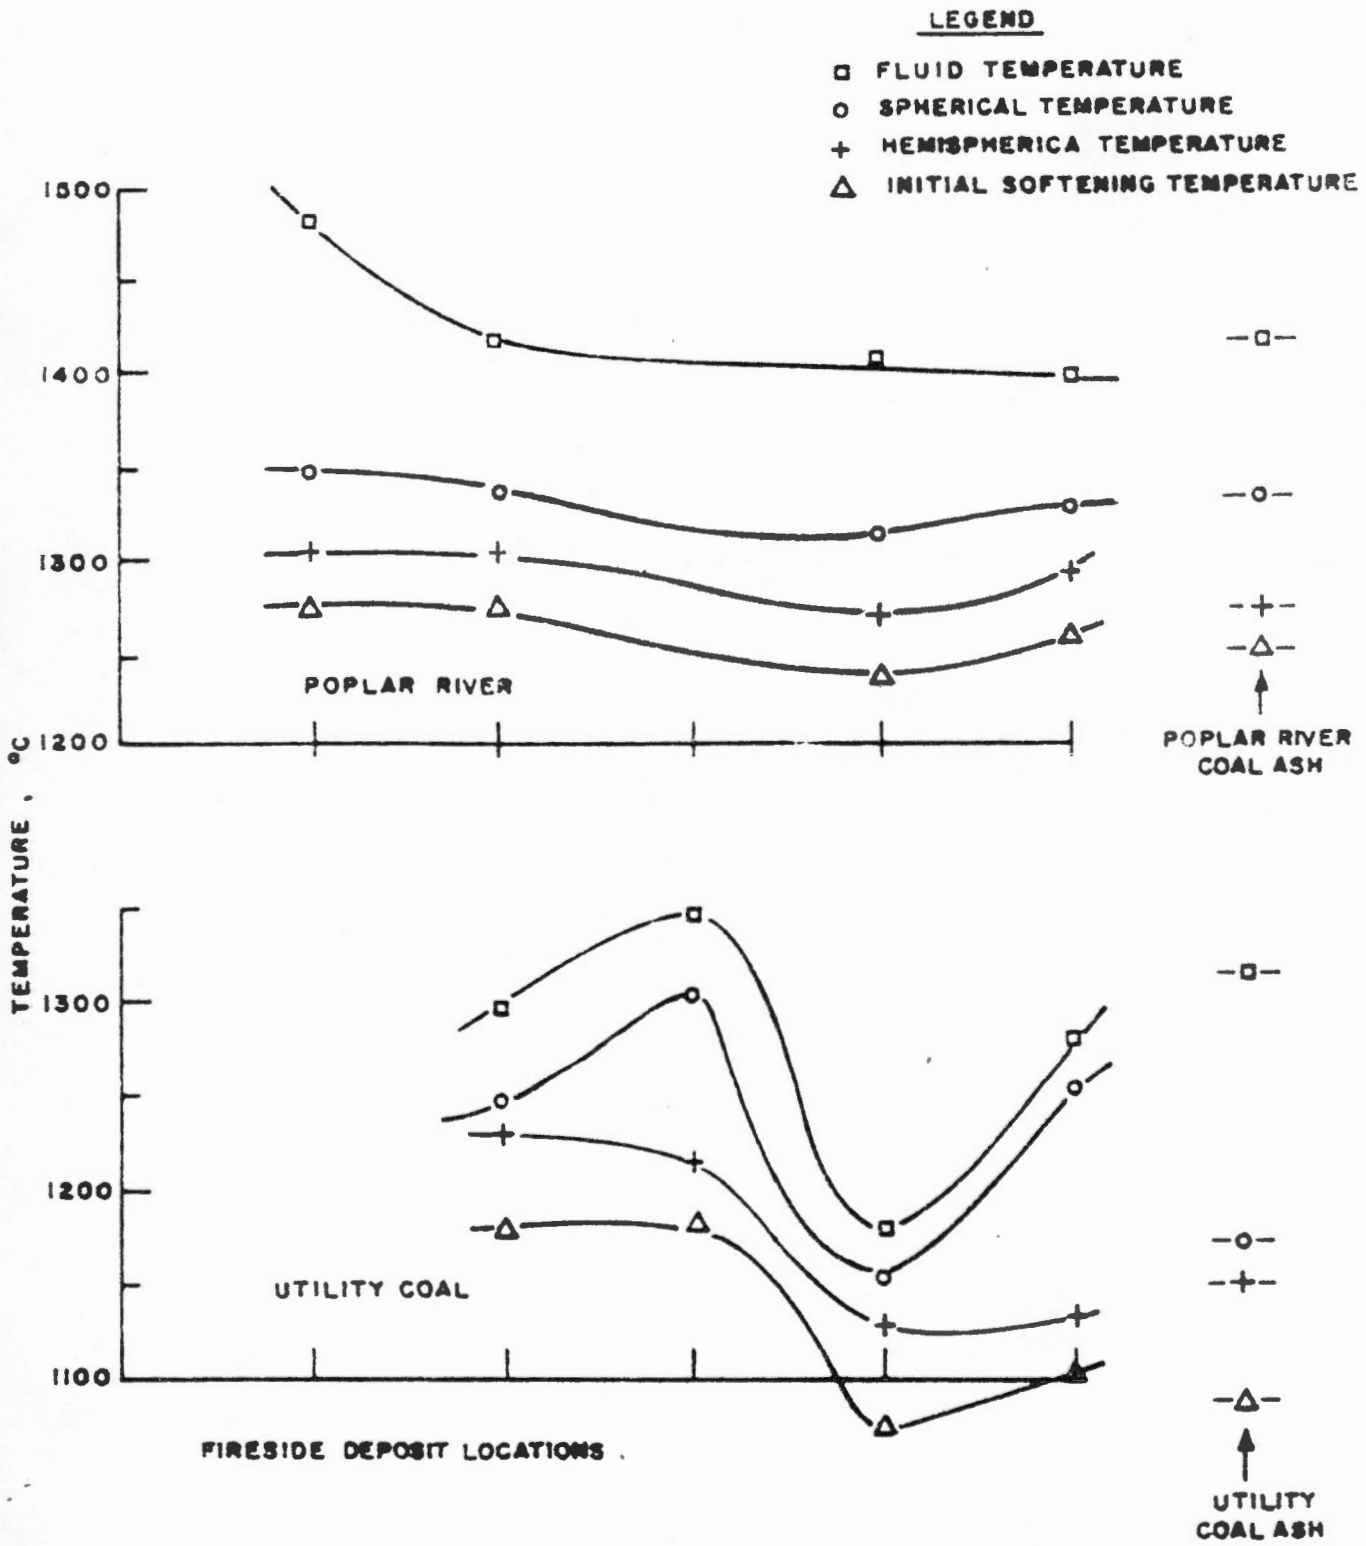 LEGEND
FLUID TEMPERATURE
SPHERICAL TEMPERATURE
HEMISPHERICA TEMPERATURE
INITIAL SOFTENING TEMPERATURE
1500
1400
1300
1200
POPLAR RIVER
POPLAR RIVER
COAL ASH
TEMPERATURE, °C
1300
1200
1100
UTILITY COAL
FIRESIDE DEPOSIT LOCATIONS
UTILITY
COAL ASH